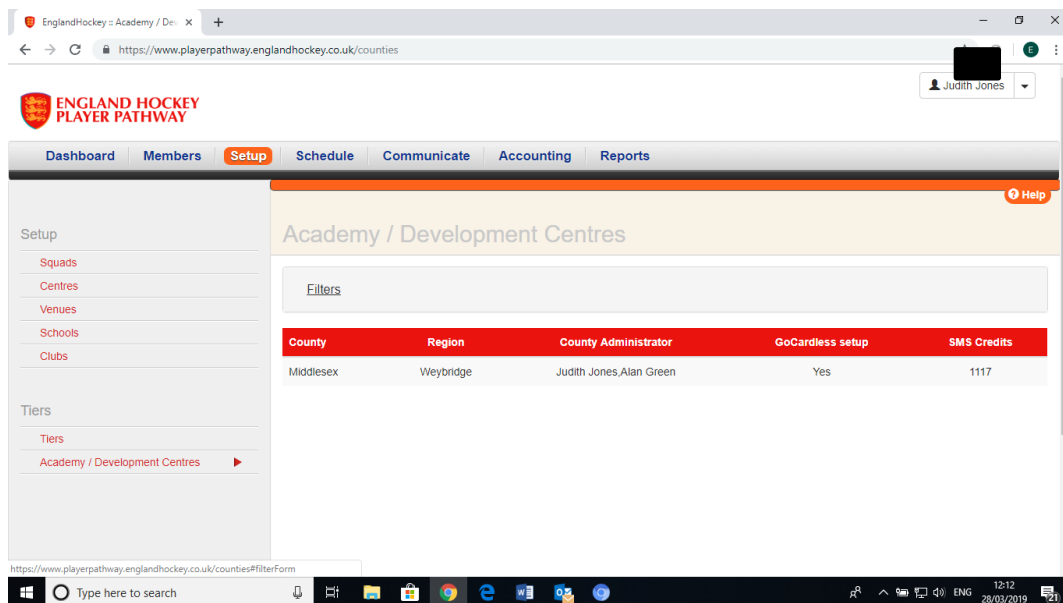 EnglandHockey :: Academy / Dev
https://www.playerpathway.englandhockey.co.uk/counties
E
Judith Jones
ENGLAND HOCKEY
PLAYER PATHWAY
Dashboard Members Setup Schedule Communicate Accounting Reports
? Help
Setup
Academy / Development Centres
Squads
Centres
Filters
Venues
Schools
Clubs
County Region County Administrator GoCardless setup SMS Credits
Middlesex Weybridge Judith Jones,Alan Green Yes 1117
Tiers
Tiers
Academy / Development Centres
https://www.playerpathway.englandhockey.co.uk/counties#filterForm
Type here to search
ENG
12:12
28/03/2019
21